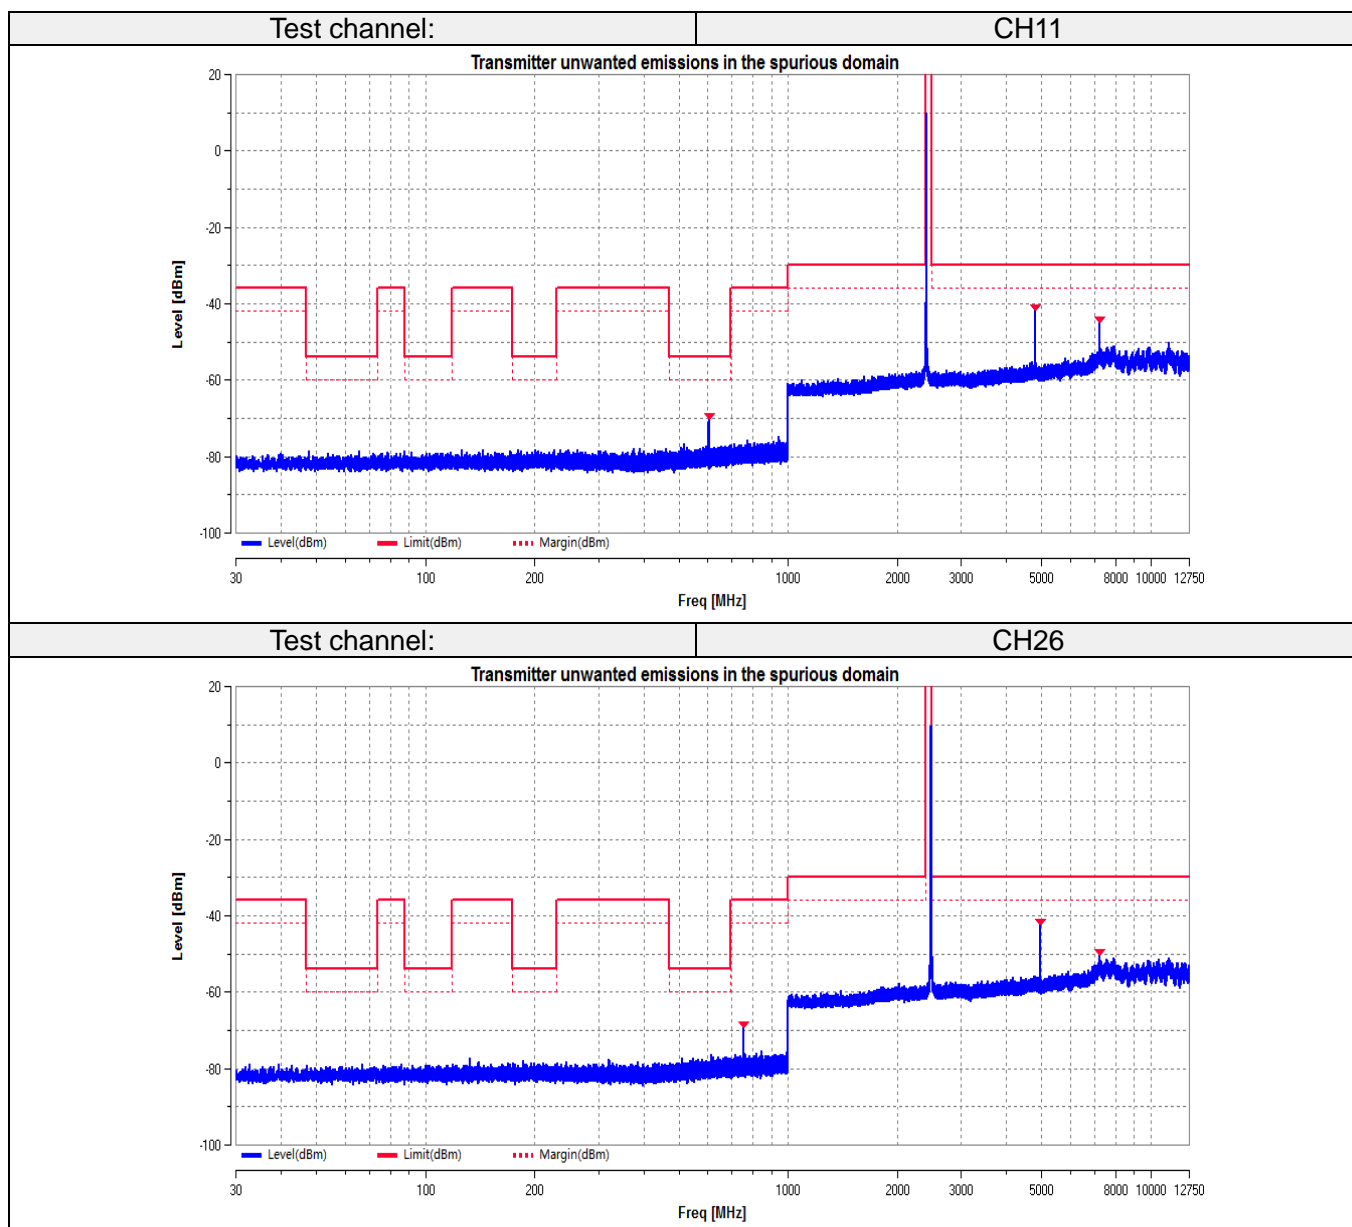 Test channel: CH11
Transmitter unwanted emissions in the spurious domain
20
0
-20
-40
-60
-80
-100
Level [dBm]
Level(dBm) Limit(dBm) Margin(dBm)
30 100 200 1000 2000 3000 5000 8000 10000 12750
Freq [MHz]
Test channel: CH26
Transmitter unwanted emissions in the spurious domain
20
0
-20
-40
-60
-80
-100
Level [dBm]
Level(dBm) Limit(dBm) Margin(dBm)
30 100 200 1000 2000 3000 5000 8000 10000 12750
Freq [MHz]